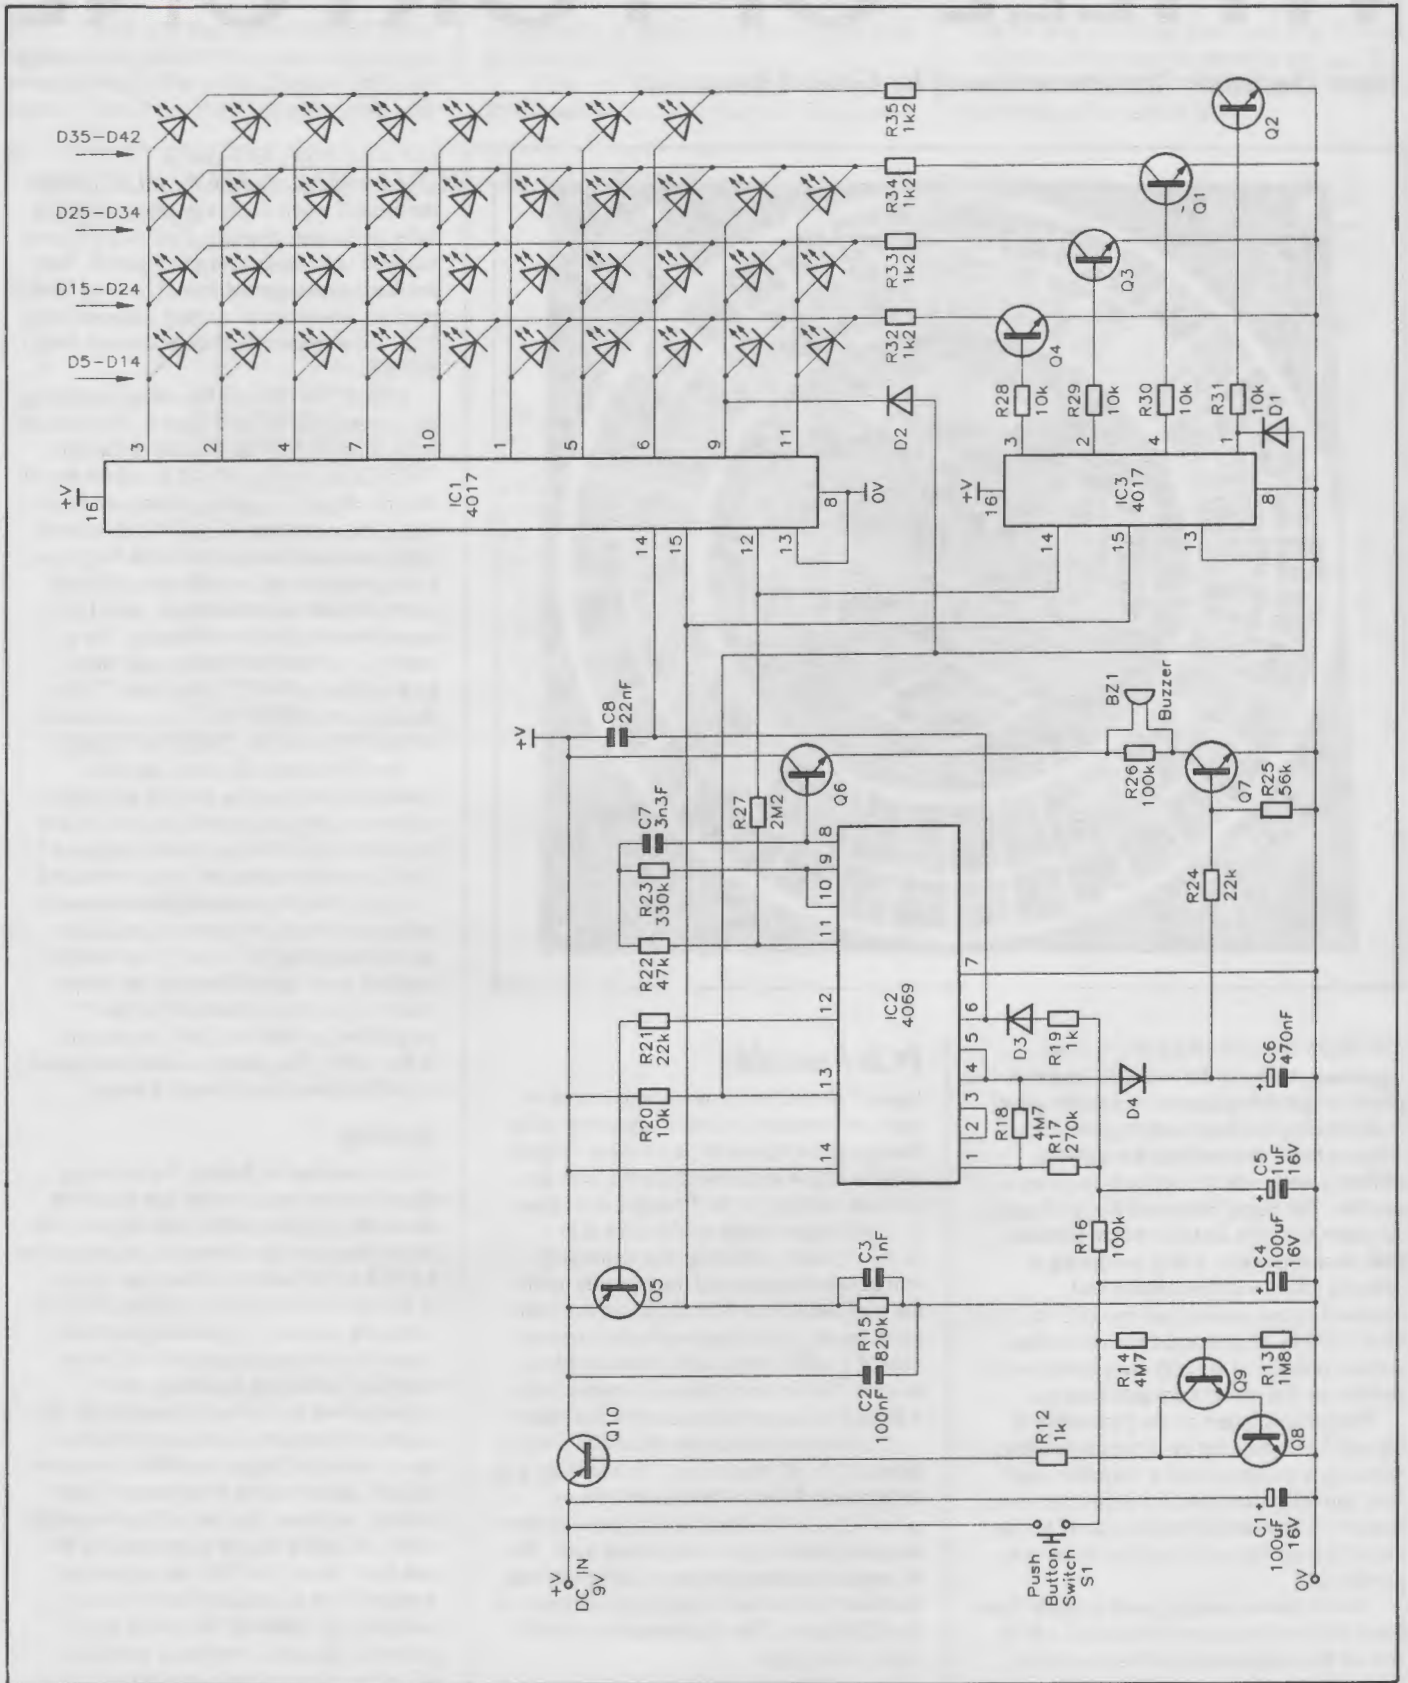 D35-D42
D25-D34
D15-D24
D5-D14
R35
1k2
R34
1k2
R33
1k2
R32
1k2
Q2
Q1
Q3
Q4
D2
R28
10k
R29
10k
R30
10k
R31
10k
D1
3
2
4
7
10
1
5
6
9
11
+V
16
IC1
4017
8
0V
14
15
12
13
3
2
4
1
+V
16
IC3
4017
8
14
15
13
+V
C8
22nF
C7
3n3F
R23
330k
R22
47k
R21
22k
R20
10k
R27
2M2
Q6
BZ1
Buzzer
R26
100k
Q7
R25
56k
R24
22k
14
13
12
11
10
9
8
IC2
4069
1
2
3
4
5
6
7
D3
R19
1k
R18
4M7
R17
270k
D4
+
C6
470nF
R16
100k
+
C5
1uF
16V
+
C4
100uF
16V
Q5
C3
1nF
R15
820k
C2
100nF
R14
4M7
R13
1M8
Q9
Q8
Q10
R12
1k
+
C1
100uF
16V
Push
Button
Switch
S1
+V
DC IN
9V
0V